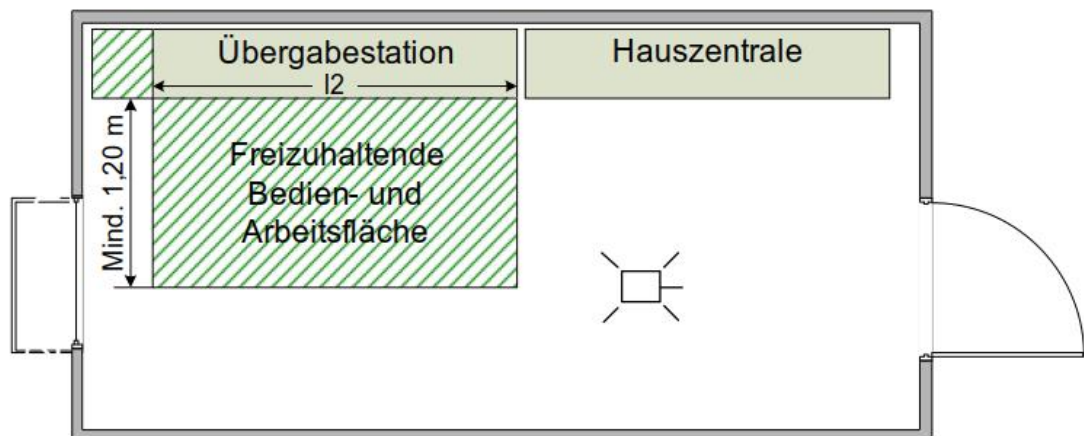 Übergabestation
l2
Hauszentrale
Mind. 1,20 m
Freizuhaltende
Bedien- und
Arbeitsfläche